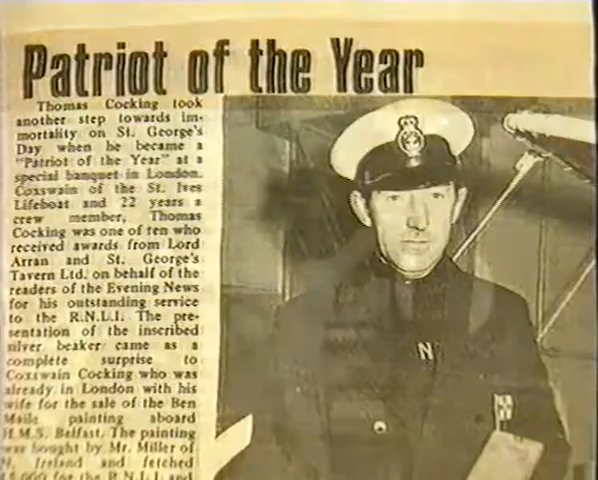 Patriot of the Year
Thomas Cocking took
another step towards im-
mortality on St. George's
Day when he became a
"Patriot of the Year" at a
special banquet in London.
Coxswain of the St. Ives
Lifeboat and 22 years a
crew member, Thomas
Cocking was one of ten who
received awards from Lord
Arran and St. George's
Tavern Ltd. on behalf of the
readers of the Evening News
for his outstanding service
to the R.N.L.I. The pre-
sentation of the inscribed
silver beaker came as a
complete surprise to
Coxswain Cocking who was
already in London with his
wife for the sale of the Ben
Maile painting aboard
H.M.S. Belfast. The painting
was bought by Mr. Miller of
N. Ireland and fetched
for the R.N.L.I. and
N